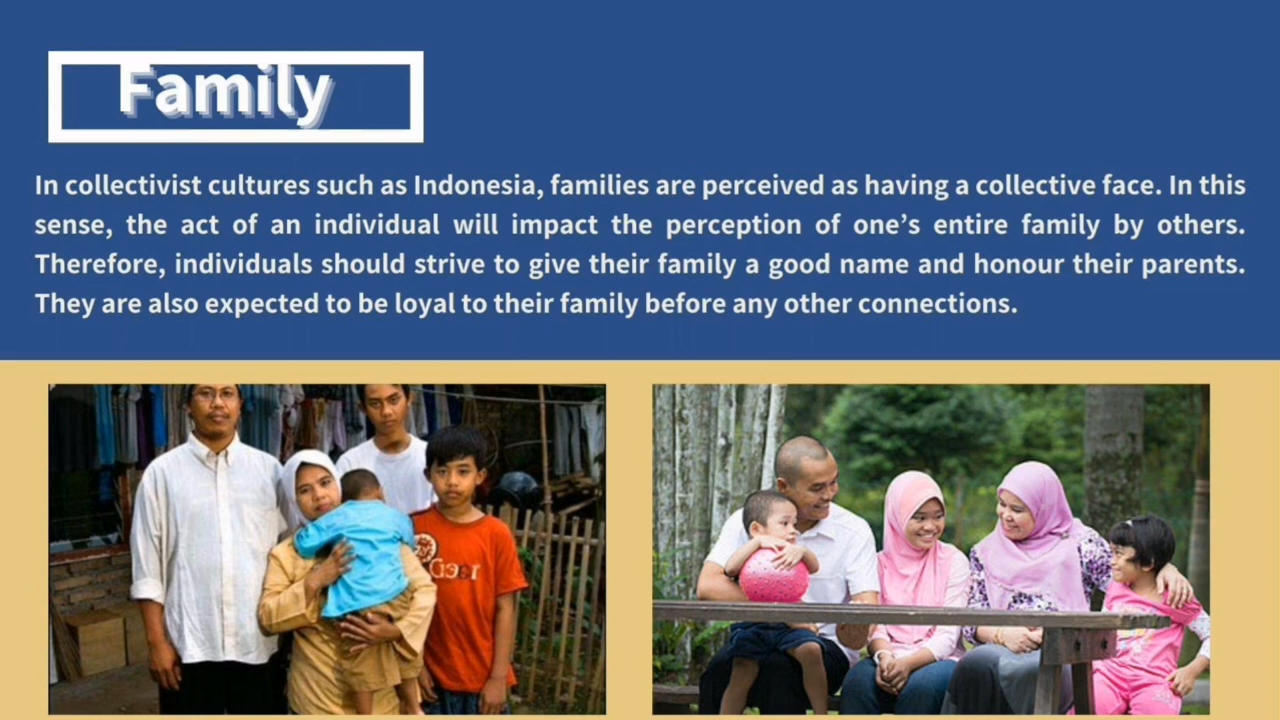 Family
In collectivist cultures such as Indonesia, families are perceived as having a collective face. In this
sense, the act of an individual will impact the perception of one’s entire family by others.
Therefore, individuals should strive to give their family a good name and honour their parents.
They are also expected to be loyal to their family before any other connections.